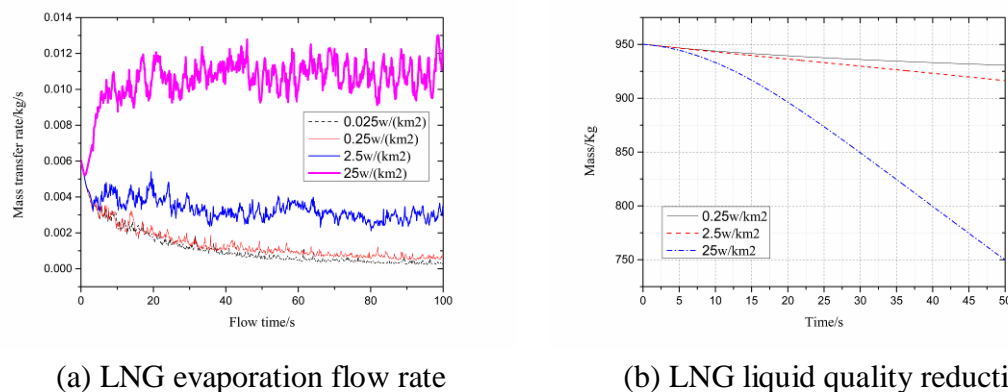 0.014
0.012
0.010
0.008
0.006
0.004
0.002
0.000
Mass transfer rate/kg/s
0.025w/(km2)
0.25w/(km2)
2.5w/(km2)
25w/(km2)
0 20 40 60 80 100
Flow time/s
(a) LNG evaporation flow rate
950
900
850
800
750
Mass/Kg
0.25w/km2
2.5w/km2
25w/km2
0 5 10 15 20 25 30 35 40 45 50
Time/s
(b) LNG liquid quality reducti